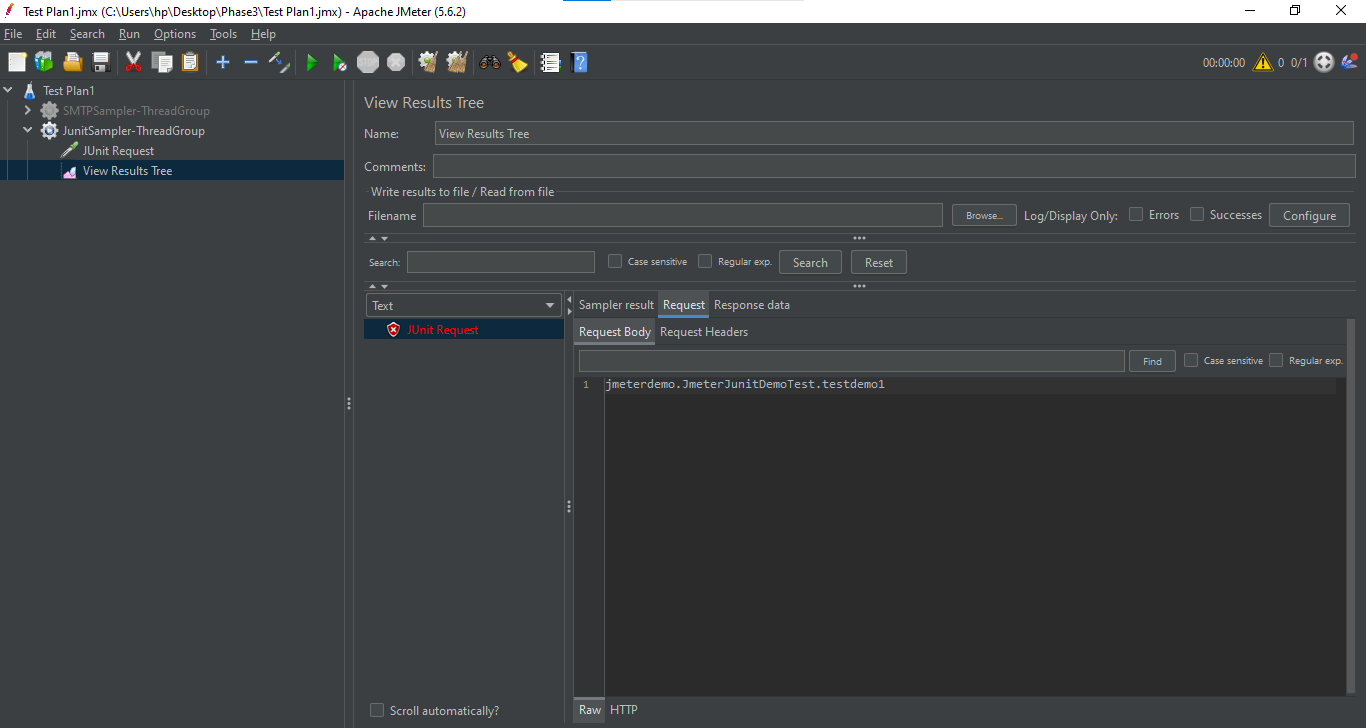 Test Plan1.jmx (C:\Users\hp\Desktop\Phase3\Test Plan1.jmx) - Apache JMeter (5.6.2)
File Edit Search Run Options Tools Help
STOP 00:00:00 0 0/1
Test Plan1
SMTPSampler-ThreadGroup
JunitSampler-ThreadGroup
JUnit Request
View Results Tree
View Results Tree
Name: View Results Tree
Comments:
Write results to file / Read from file
Filename Browse... Log/Display Only: Errors Successes Configure
Search: Case sensitive Regular exp. Search Reset
Text
JUnit Request
Sampler result Request Response data
Request Body Request Headers
Find Case sensitive Regular exp.
1 jmeterdemo.JmeterJunitDemoTest.testdemo1
Scroll automatically?
Raw HTTP